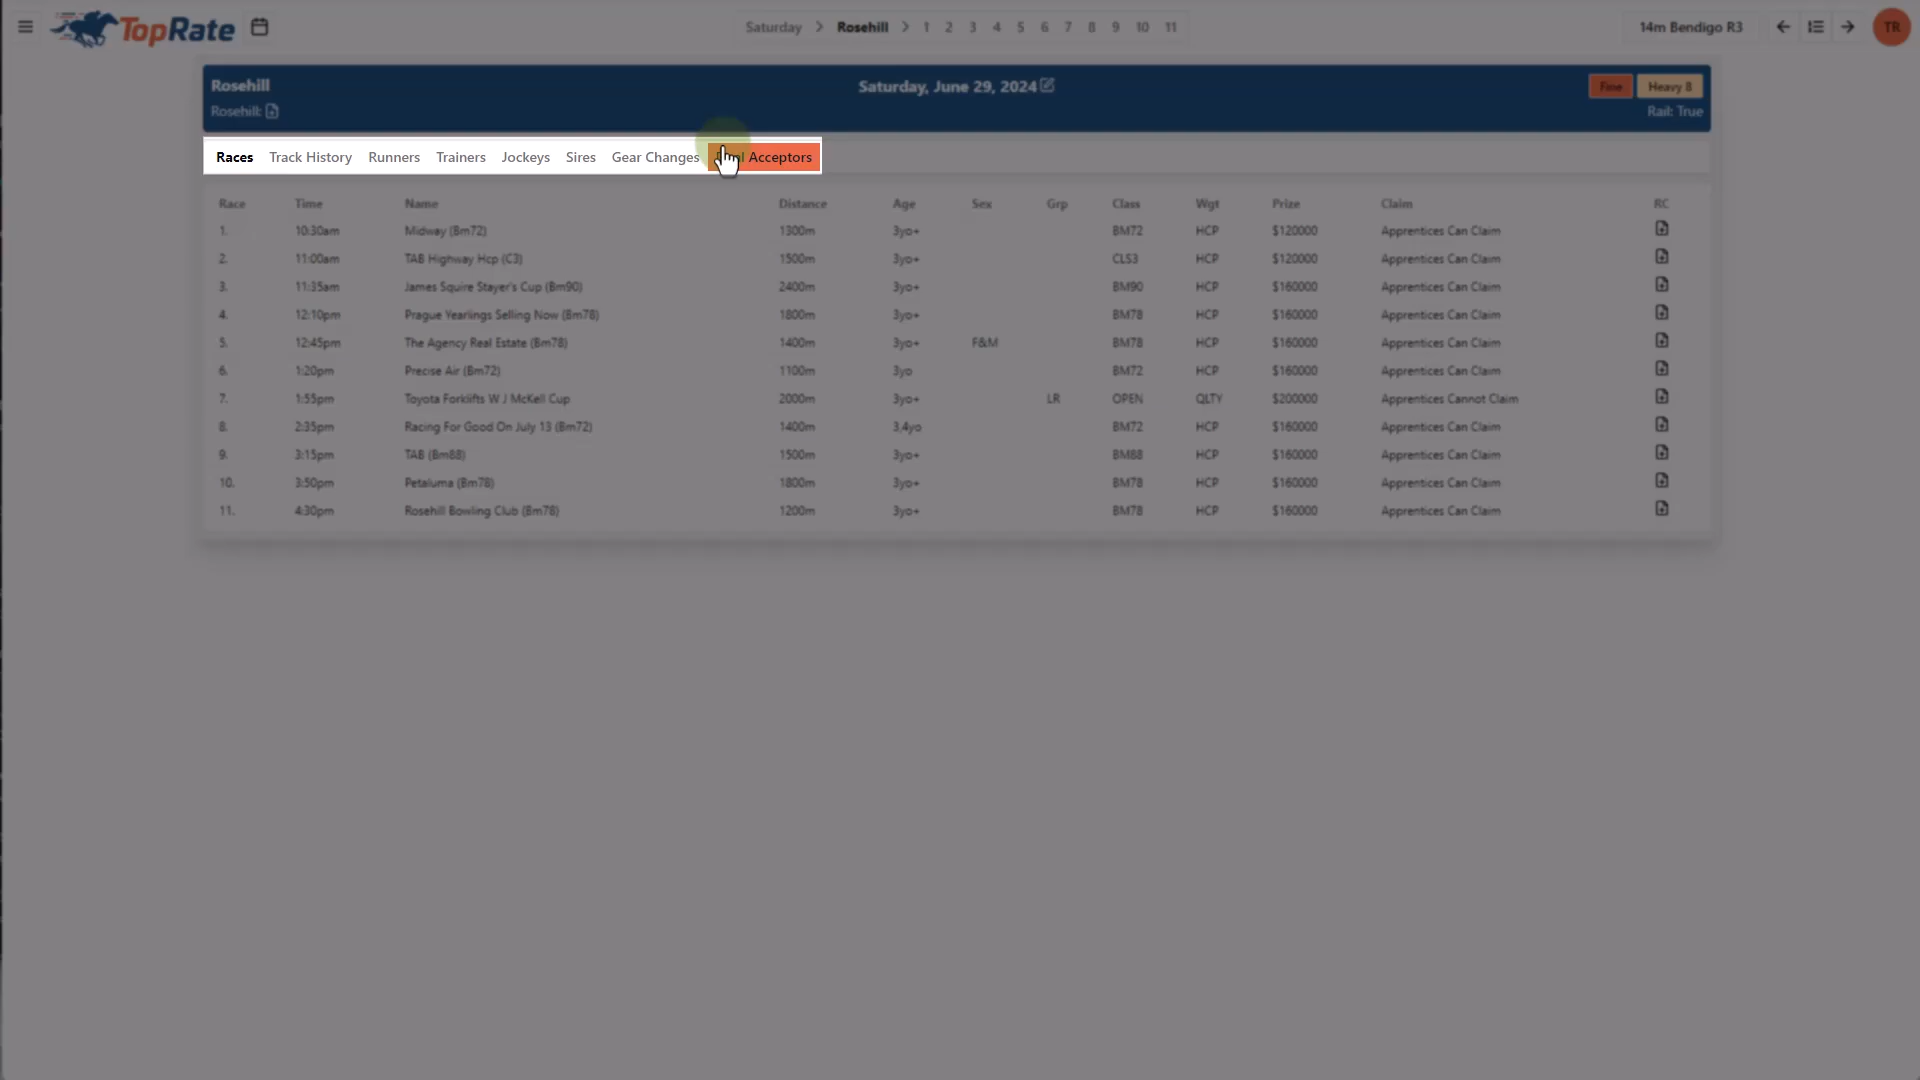 TopRate Saturday > Rosehill > 1 2 3 4 5 6 7 8 9 10 11 14m Bendigo R3 TR
Rosehill Saturday, June 29, 2024 Fine Heavy 8
Rosehill: Rail: True
Races Track History Runners Trainers Jockeys Sires Gear Changes Acceptors
Race Time Name Distance Age Sex Grp Class Wgt Prize Claim RC
1. 10:30am Midway (Bm72) 1300m 3yo+ BM72 HCP $120000 Apprentices Can Claim
2. 11:00am TAB Highway Hcp (C3) 1500m 3yo+ CLS3 HCP $120000 Apprentices Can Claim
3. 11:35am James Squire Stayer's Cup (Bm90) 2400m 3yo+ BM90 HCP $160000 Apprentices Can Claim
4. 12:10pm Prague Yearlings Selling Now (Bm78) 1800m 3yo+ BM78 HCP $160000 Apprentices Can Claim
5. 12:45pm The Agency Real Estate (Bm78) 1400m 3yo+ F&M BM78 HCP $160000 Apprentices Can Claim
6. 1:20pm Precise Air (Bm72) 1100m 3yo BM72 HCP $160000 Apprentices Can Claim
7. 1:55pm Toyota Forklifts W J McKell Cup 2000m 3yo+ LR OPEN QLTY $200000 Apprentices Cannot Claim
8. 2:35pm Racing For Good On July 13 (Bm72) 1400m 3,4yo BM72 HCP $160000 Apprentices Can Claim
9. 3:15pm TAB (Bm88) 1500m 3yo+ BM88 HCP $160000 Apprentices Can Claim
10. 3:50pm Petaluma (Bm78) 1800m 3yo+ BM78 HCP $160000 Apprentices Can Claim
11. 4:30pm Rosehill Bowling Club (Bm78) 1200m 3yo+ BM78 HCP $160000 Apprentices Can Claim